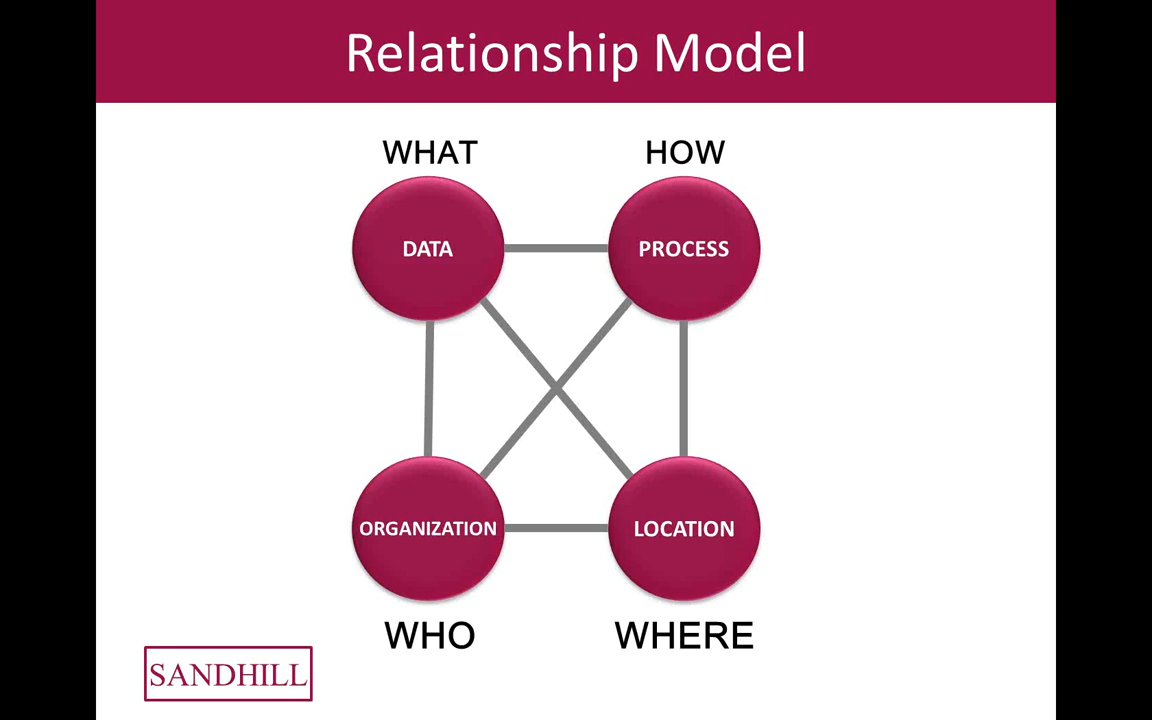 Relationship Model
WHAT
HOW
DATA
PROCESS
ORGANIZATION
LOCATION
WHO
WHERE
SANDHILL